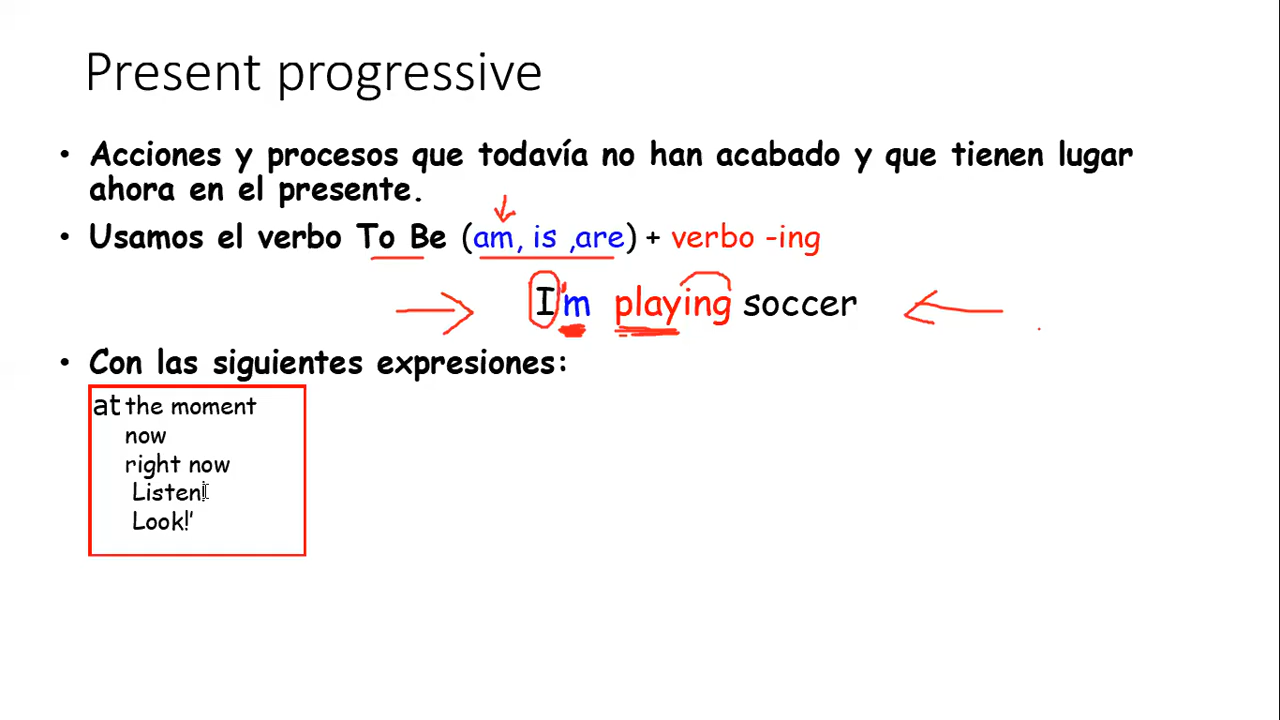 Present progressive
• Acciones y procesos que todavía no han acabado y que tienen lugar
ahora en el presente.
• Usamos el verbo To Be (am, is ,are) + verbo -ing
I'm playing soccer
• Con las siguientes expresiones:
at the moment
now
right now
Listen!
Look!'